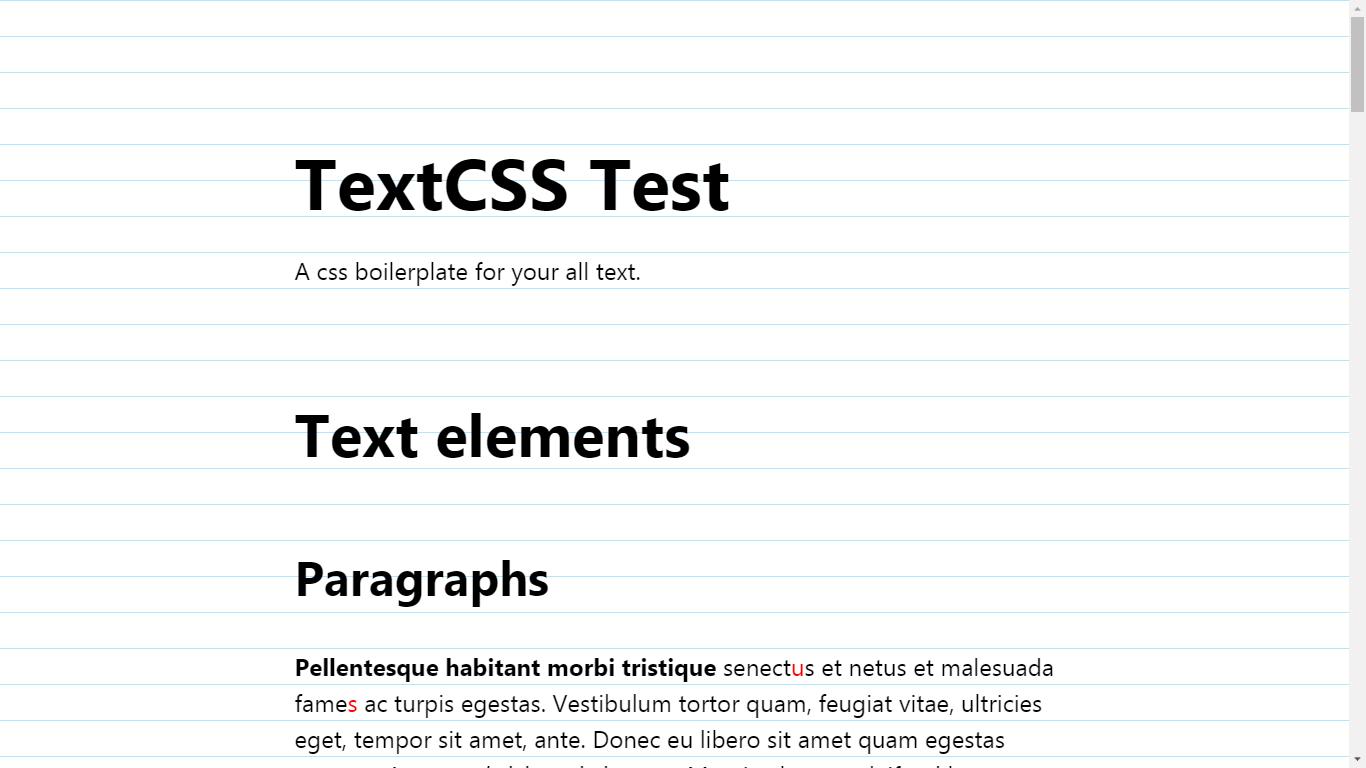 TextCSS Test
A css boilerplate for your all text.
Text elements
Paragraphs
Pellentesque habitant morbi tristique senectus et netus et malesuada
fames ac turpis egestas. Vestibulum tortor quam, feugiat vitae, ultricies
eget, tempor sit amet, ante. Donec eu libero sit amet quam egestas